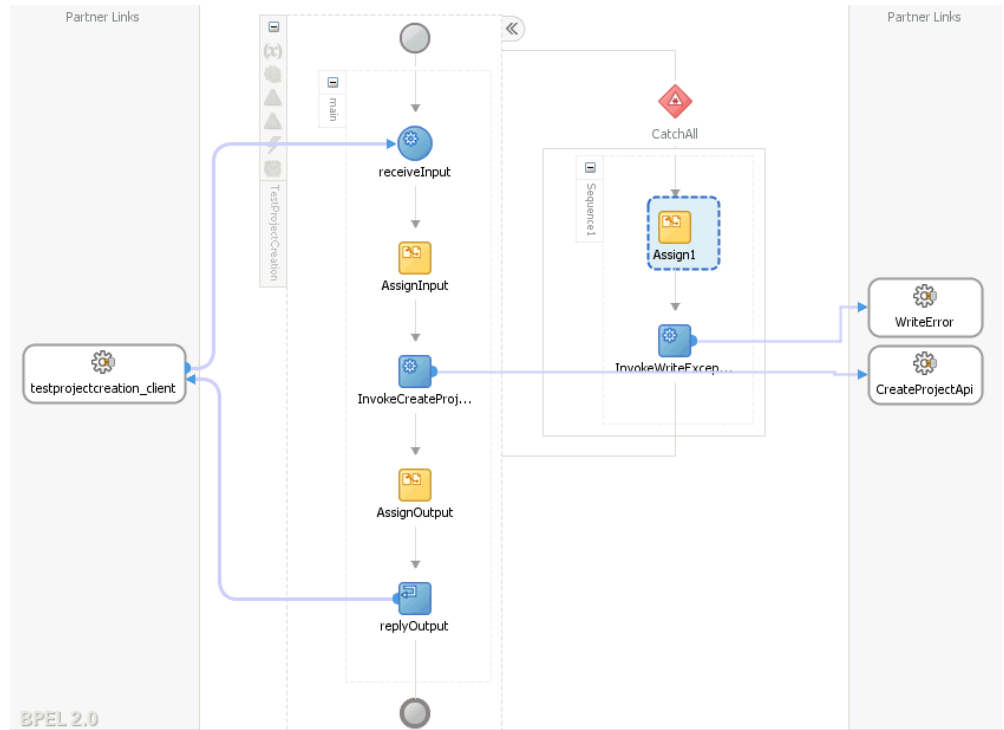 Partner Links
Partner Links
(x)
main
CatchAll
receiveInput
Sequence1
TestProjectCreation
Assign1
AssignInput
WriteError
testprojectcreation_client
InvokeWriteExcep...
CreateProjectApi
InvokeCreateProj...
AssignOutput
replyOutput
BPEL 2.0